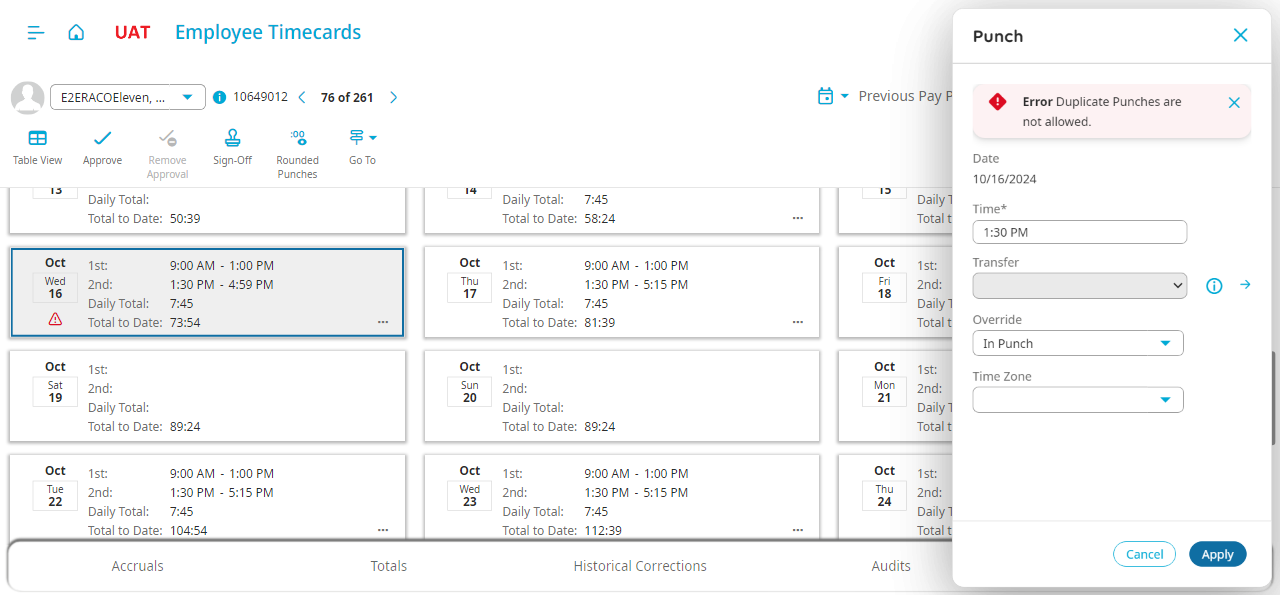 UAT Employee Timecards
E2ERACOEleven, ... 10649012 76 of 261 Previous Pay P
Table View Approve Remove Approval Sign-Off Rounded Punches Go To
13 Daily Total:
Total to Date: 50:39
14 Daily Total: 7:45
Total to Date: 58:24 ...
15 Daily T
Total t
Oct Wed 16
1st: 9:00 AM - 1:00 PM
2nd: 1:30 PM - 4:59 PM
Daily Total: 7:45
Total to Date: 73:54 ...
Oct Thu 17
1st: 9:00 AM - 1:00 PM
2nd: 1:30 PM - 5:15 PM
Daily Total: 7:45
Total to Date: 81:39 ...
Oct Fri 18
1st:
2nd:
Daily T
Total t
Oct Sat 19
1st:
2nd:
Daily Total:
Total to Date: 89:24
Oct Sun 20
1st:
2nd:
Daily Total:
Total to Date: 89:24
Oct Mon 21
1st:
2nd:
Daily T
Total t
Oct Tue 22
1st: 9:00 AM - 1:00 PM
2nd: 1:30 PM - 5:15 PM
Daily Total: 7:45
Total to Date: 104:54 ...
Oct Wed 23
1st: 9:00 AM - 1:00 PM
2nd: 1:30 PM - 5:15 PM
Daily Total: 7:45
Total to Date: 112:39 ...
Oct Thu 24
1st:
2nd:
Daily T
Total t
Accruals Totals Historical Corrections Audits
Punch
Error Duplicate Punches are
not allowed.
Date
10/16/2024
Time*
1:30 PM
Transfer
Override
In Punch
Time Zone
Cancel Apply